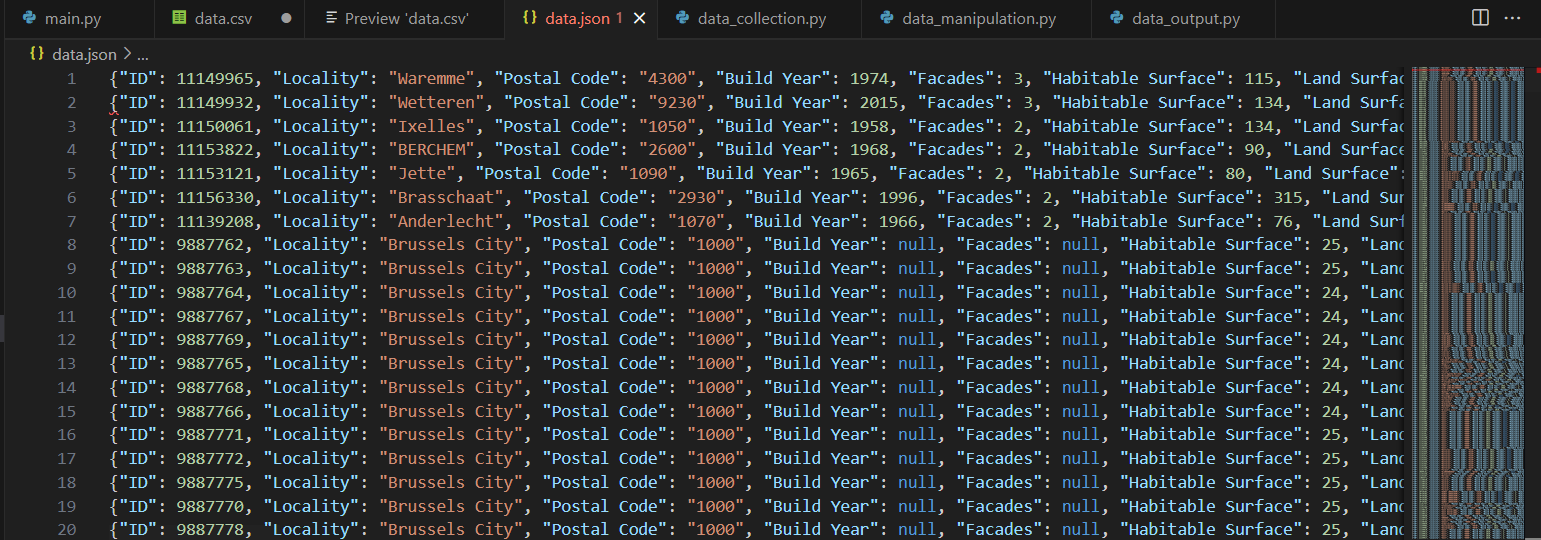 main.py data.csv Preview 'data.csv' {} data.json 1 data_collection.py data_manipulation.py data_output.py
{} data.json > ...
1 {"ID": 11149965, "Locality": "Waremme", "Postal Code": "4300", "Build Year": 1974, "Facades": 3, "Habitable Surface": 115, "Land Surfac
2 {"ID": 11149932, "Locality": "Wetteren", "Postal Code": "9230", "Build Year": 2015, "Facades": 3, "Habitable Surface": 134, "Land Surfa
3 {"ID": 11150061, "Locality": "Ixelles", "Postal Code": "1050", "Build Year": 1958, "Facades": 2, "Habitable Surface": 134, "Land Surfac
4 {"ID": 11153822, "Locality": "BERCHEM", "Postal Code": "2600", "Build Year": 1968, "Facades": 2, "Habitable Surface": 90, "Land Surface
5 {"ID": 11153121, "Locality": "Jette", "Postal Code": "1090", "Build Year": 1965, "Facades": 2, "Habitable Surface": 80, "Land Surface":
6 {"ID": 11156330, "Locality": "Brasschaat", "Postal Code": "2930", "Build Year": 1996, "Facades": 2, "Habitable Surface": 315, "Land Sur
7 {"ID": 11139208, "Locality": "Anderlecht", "Postal Code": "1070", "Build Year": 1966, "Facades": 2, "Habitable Surface": 76, "Land Surf
8 {"ID": 9887762, "Locality": "Brussels City", "Postal Code": "1000", "Build Year": null, "Facades": null, "Habitable Surface": 25, "Land
9 {"ID": 9887763, "Locality": "Brussels City", "Postal Code": "1000", "Build Year": null, "Facades": null, "Habitable Surface": 25, "Land
10 {"ID": 9887764, "Locality": "Brussels City", "Postal Code": "1000", "Build Year": null, "Facades": null, "Habitable Surface": 24, "Land
11 {"ID": 9887767, "Locality": "Brussels City", "Postal Code": "1000", "Build Year": null, "Facades": null, "Habitable Surface": 24, "Land
12 {"ID": 9887769, "Locality": "Brussels City", "Postal Code": "1000", "Build Year": null, "Facades": null, "Habitable Surface": 24, "Land
13 {"ID": 9887765, "Locality": "Brussels City", "Postal Code": "1000", "Build Year": null, "Facades": null, "Habitable Surface": 24, "Land
14 {"ID": 9887768, "Locality": "Brussels City", "Postal Code": "1000", "Build Year": null, "Facades": null, "Habitable Surface": 24, "Land
15 {"ID": 9887766, "Locality": "Brussels City", "Postal Code": "1000", "Build Year": null, "Facades": null, "Habitable Surface": 24, "Land
16 {"ID": 9887771, "Locality": "Brussels City", "Postal Code": "1000", "Build Year": null, "Facades": null, "Habitable Surface": 25, "Land
17 {"ID": 9887772, "Locality": "Brussels City", "Postal Code": "1000", "Build Year": null, "Facades": null, "Habitable Surface": 25, "Land
18 {"ID": 9887775, "Locality": "Brussels City", "Postal Code": "1000", "Build Year": null, "Facades": null, "Habitable Surface": 25, "Land
19 {"ID": 9887770, "Locality": "Brussels City", "Postal Code": "1000", "Build Year": null, "Facades": null, "Habitable Surface": 25, "Land
20 {"ID": 9887778, "Locality": "Brussels City", "Postal Code": "1000", "Build Year": null, "Facades": null, "Habitable Surface": 25, "Land